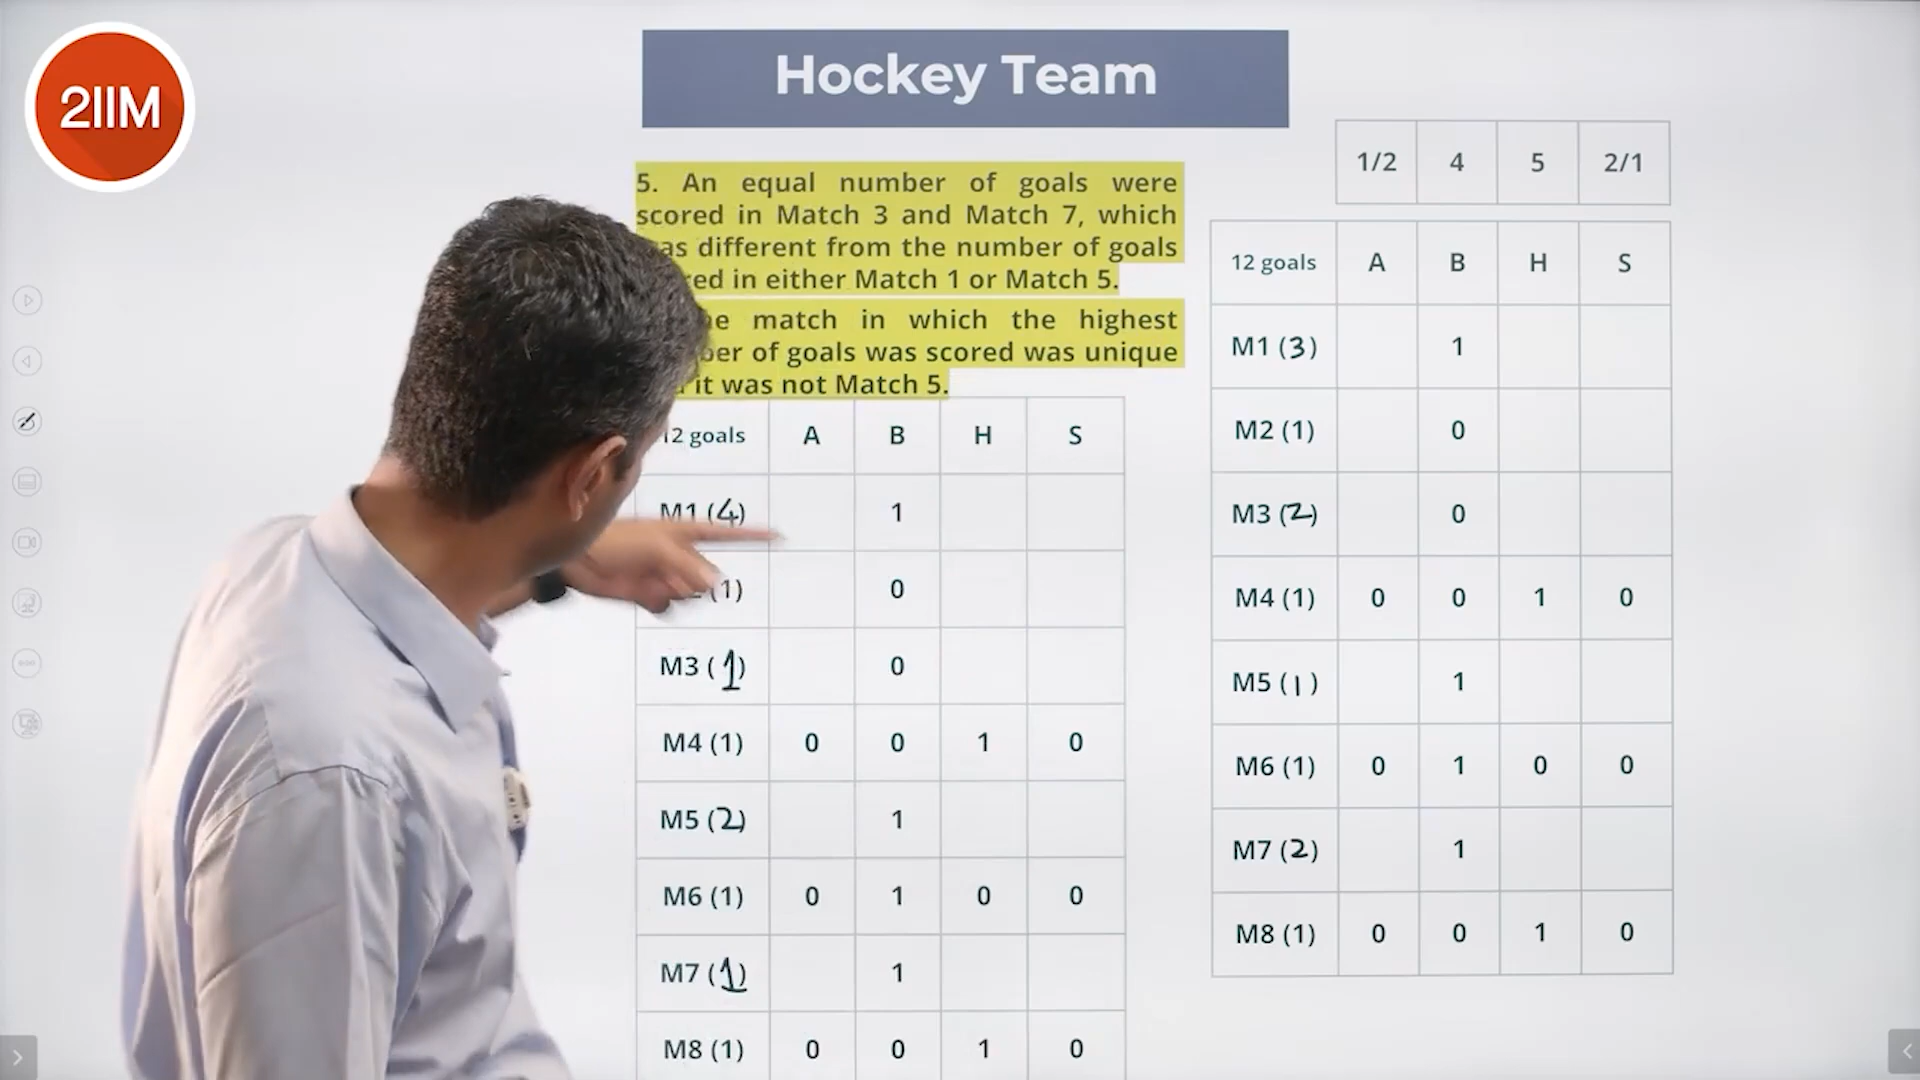 2IIM
Hockey Team
5. An equal number of goals were
scored in Match 3 and Match 7, which
different from the number of goals
in either Match 1 or Match 5.
match in which the highest
of goals was scored was unique
it was not Match 5.
12 goals A B H S
M1 (4) 1
(1) 0
M3 (1) 0
M4 (1) 0 0 1 0
M5 (2) 1
M6 (1) 0 1 0 0
M7 (1) 1
M8 (1) 0 0 1 0
1/2 4 5 2/1
12 goals A B H S
M1 (3) 1
M2 (1) 0
M3 (2) 0
M4 (1) 0 0 1 0
M5 (1) 1
M6 (1) 0 1 0 0
M7 (2) 1
M8 (1) 0 0 1 0